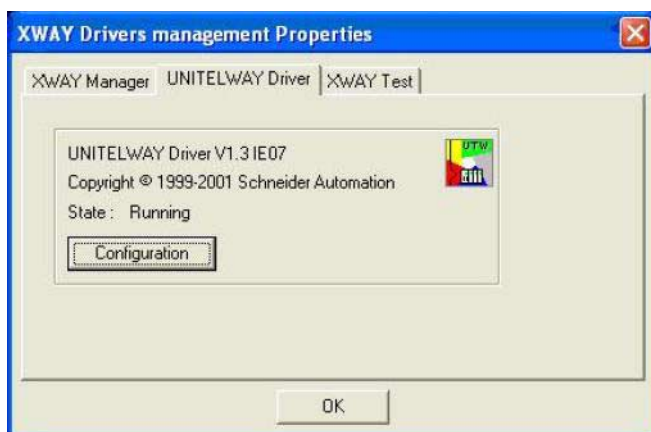 XWAY Drivers management Properties
XWAY Manager UNITELWAY Driver XWAY Test
UNITELWAY Driver V1.3 IE07
UTW
Copyright © 1999-2001 Schneider Automation
State : Running
Configuration
OK